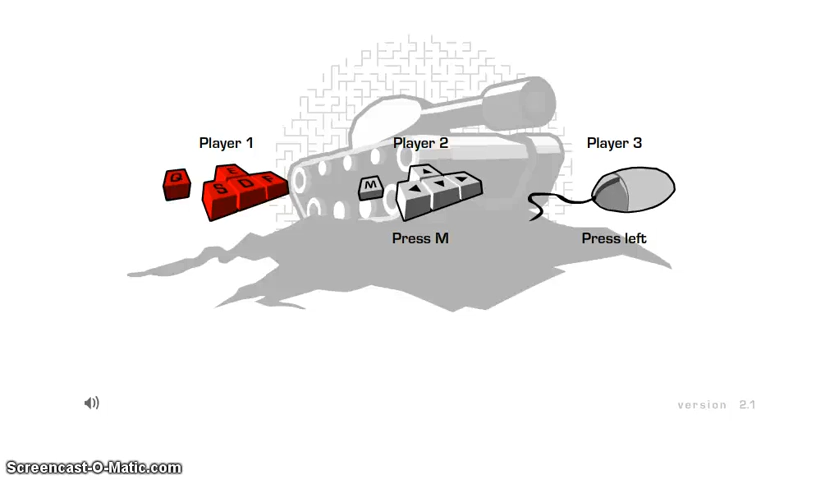 Player 1
Player 2
Player 3
Q
E
S D F
M
Press M
Press left
version 2.1
Screencast-O-Matic.com